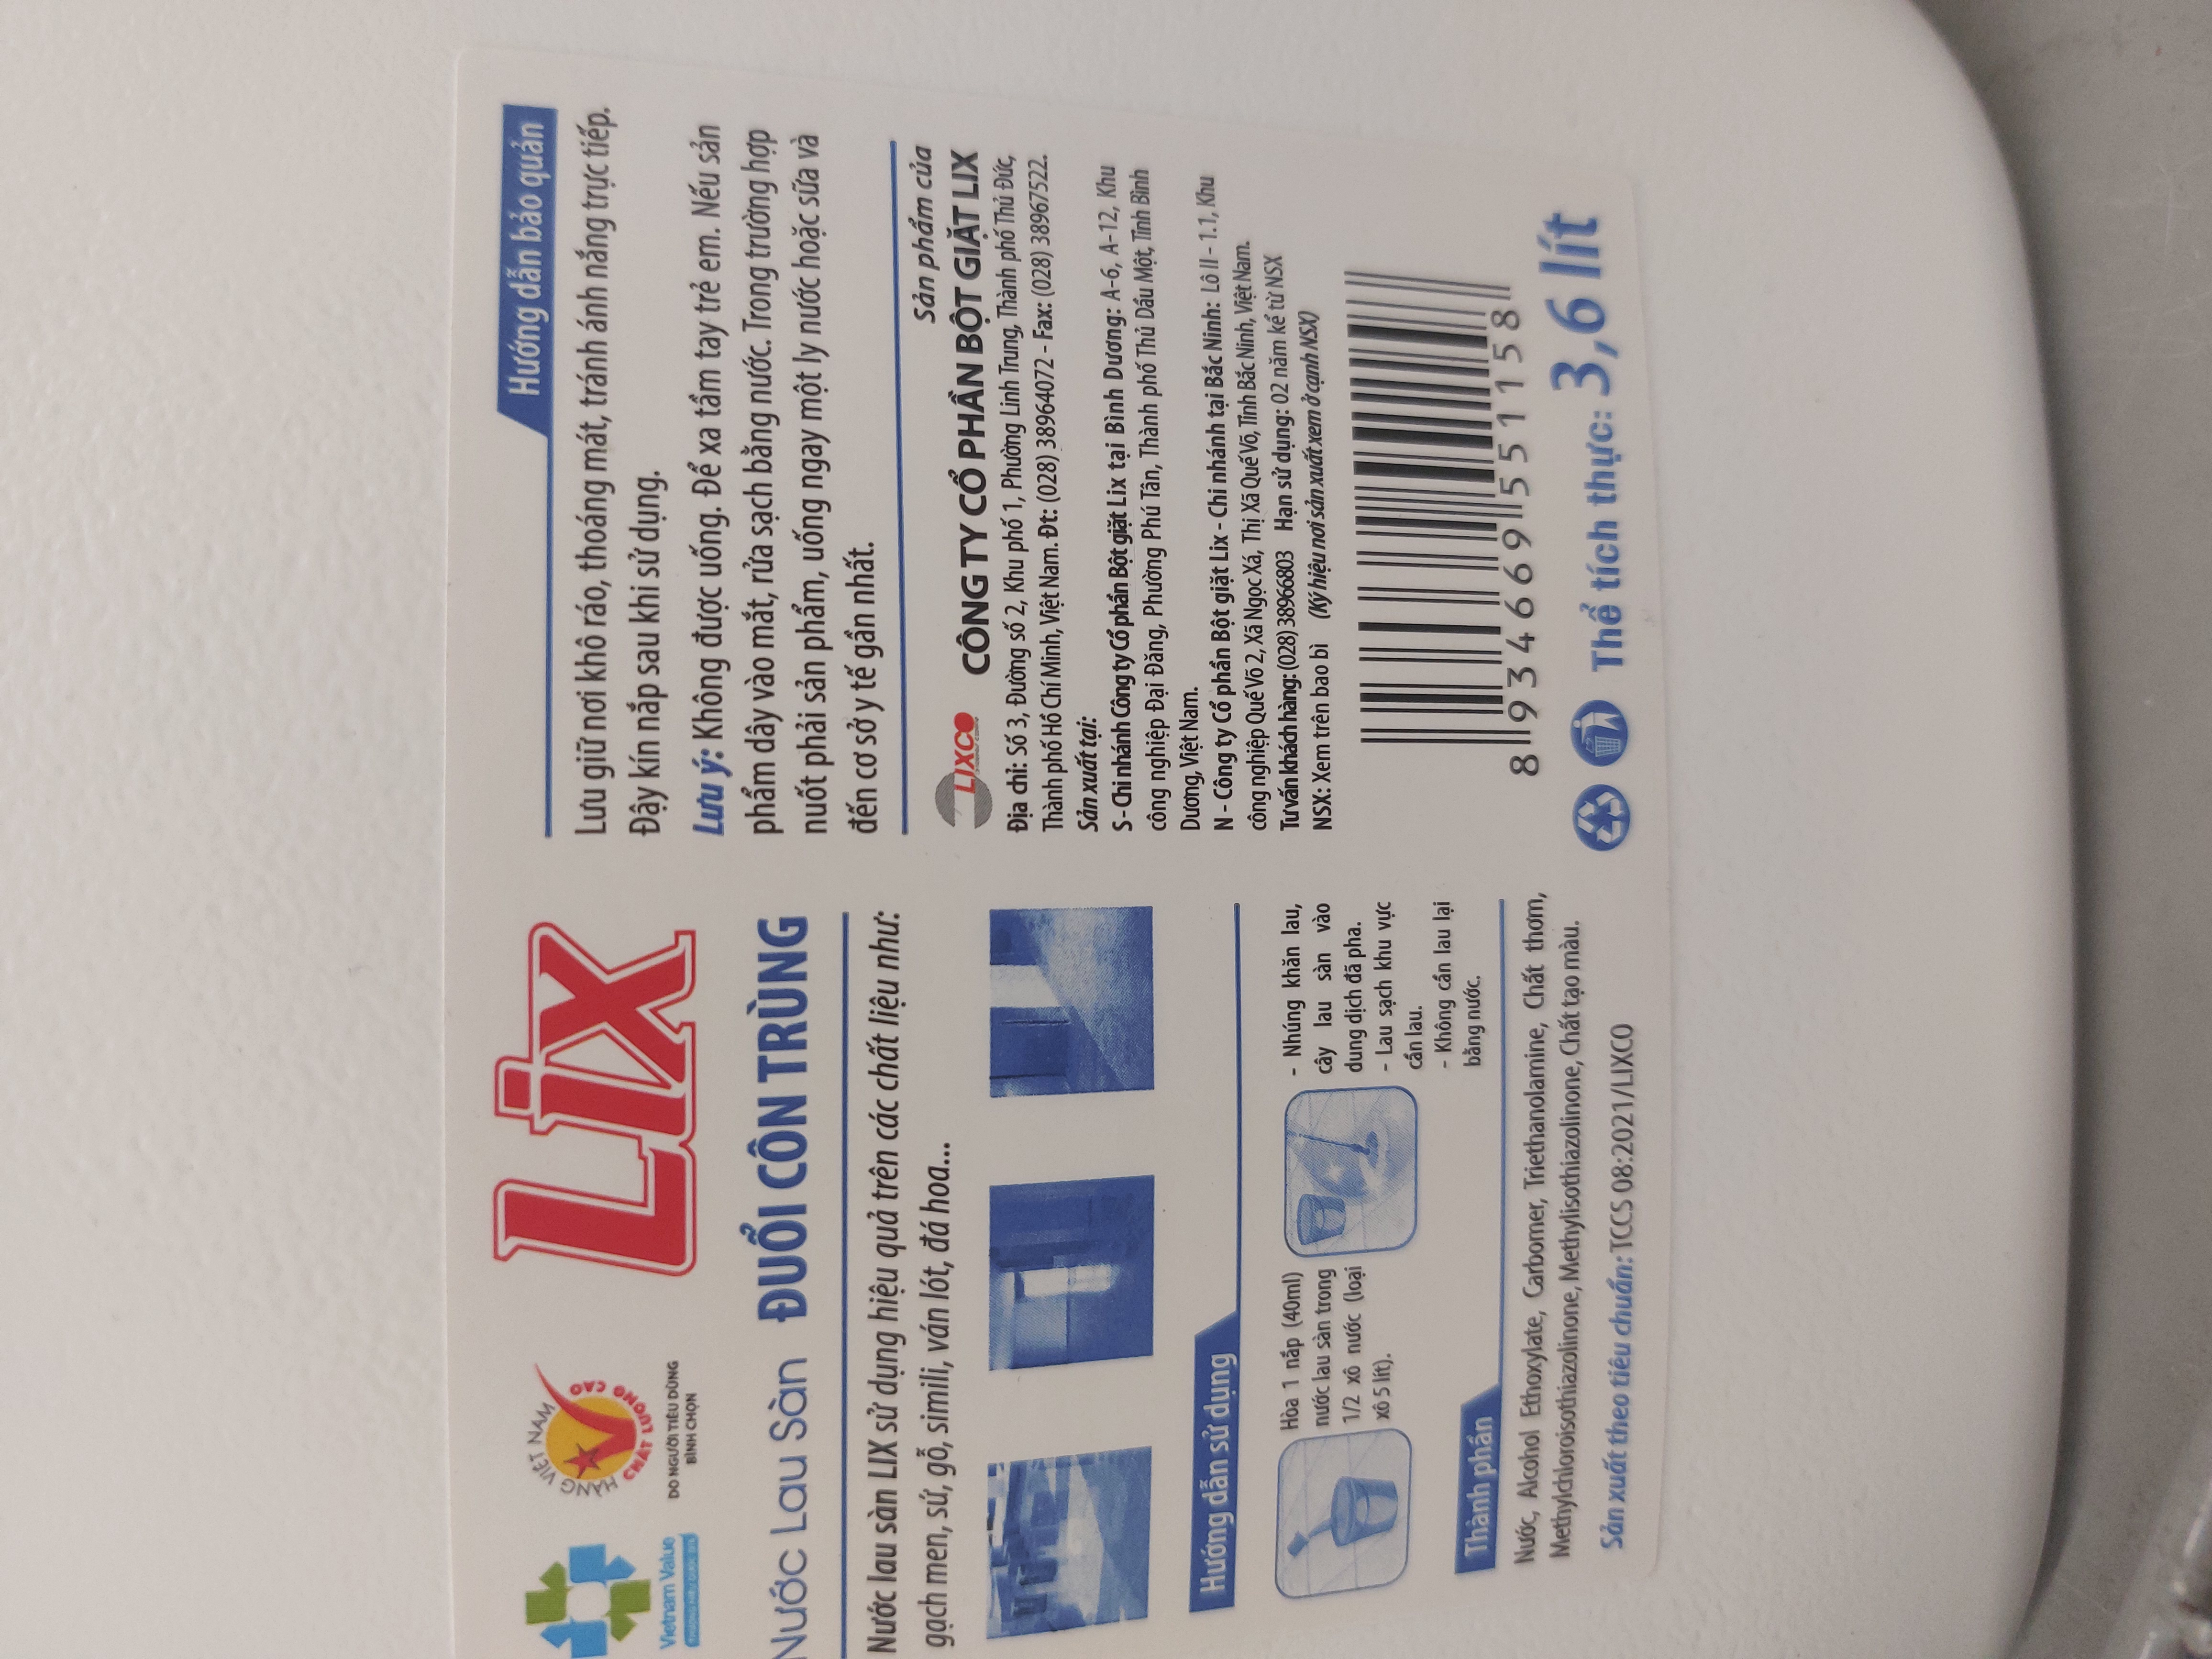 Vietnam Value
HÀNG VIỆT NAM
CHẤT LƯỢNG CAO
DO NGƯỜI TIÊU DÙNG
BÌNH CHỌN
Lix
Nước Lau Sàn ĐUỔI CÔN TRÙNG
Nước lau sàn LIX sử dụng hiệu quả trên các chất liệu như:
gạch men, sứ, gỗ, simili, ván lót, đá hoa...
Hướng dẫn sử dụng
Hòa 1 nắp (40ml)
nước lau sàn trong
1/2 xô nước (loại
xô 5 lít).
- Nhúng khăn lau,
cây lau sàn vào
dung dịch đã pha.
- Lau sạch khu vực
cần lau.
- Không cần lau lại
bằng nước.
Thành phần
Nước, Alcohol Ethoxylate, Carbomer, Triethanolamine, Chất thơm,
Methylchloroisothiazolinone, Methylisothiazolinone, Chất tạo màu.
Sản xuất theo tiêu chuẩn: TCCS 08:2021/LIXCO
Hướng dẫn bảo quản
Lưu giữ nơi khô ráo, thoáng mát, tránh ánh nắng trực tiếp.
Đậy kín nắp sau khi sử dụng.
Lưu ý: Không được uống. Để xa tầm tay trẻ em. Nếu sản
phẩm dây vào mắt, rửa sạch bằng nước. Trong trường hợp
nuốt phải sản phẩm, uống ngay một ly nước hoặc sữa và
đến cơ sở y tế gần nhất.
Sản phẩm của
LIXCO
CÔNG TY CỔ PHẦN BỘT GIẶT LIX
Địa chỉ: Số 3, Đường số 2, Khu phố 1, Phường Linh Trung, Thành phố Thủ Đức,
Thành phố Hồ Chí Minh, Việt Nam. Đt: (028) 38964072 - Fax: (028) 38967522.
Sản xuất tại:
S - Chi nhánh Công ty Cổ phần Bột giặt Lix tại Bình Dương: A-6, A-12, Khu
công nghiệp Đại Đăng, Phường Phú Tân, Thành phố Thủ Dầu Một, Tỉnh Bình
Dương, Việt Nam.
N - Công ty Cổ phần Bột giặt Lix - Chi nhánh tại Bắc Ninh: Lô II - 1.1, Khu
công nghiệp Quế Võ 2, Xã Ngọc Xá, Thị Xã Quế Võ, Tỉnh Bắc Ninh, Việt Nam.
Tư vấn khách hàng: (028) 38966803 Hạn sử dụng: 02 năm kể từ NSX
NSX: Xem trên bao bì (Ký hiệu nơi sản xuất xem ở cạnh NSX)
8 934669 551158
Thể tích thực: 3,6 lít